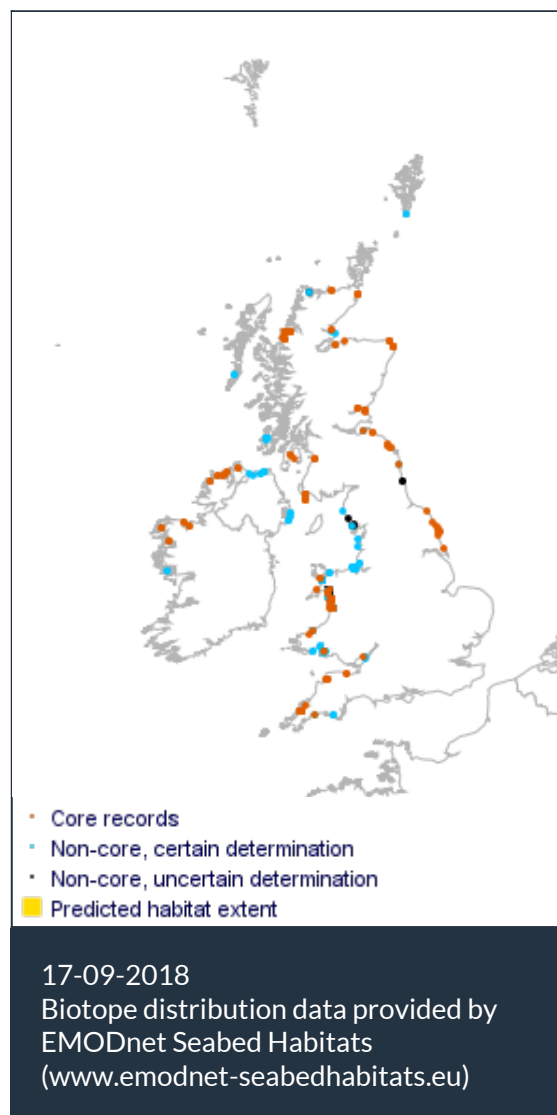 Core records
Non-core, certain determination
Non-core, uncertain determination
Predicted habitat extent
17-09-2018
Biotope distribution data provided by
EMODnet Seabed Habitats
(www.emodnet-seabedhabitats.eu)